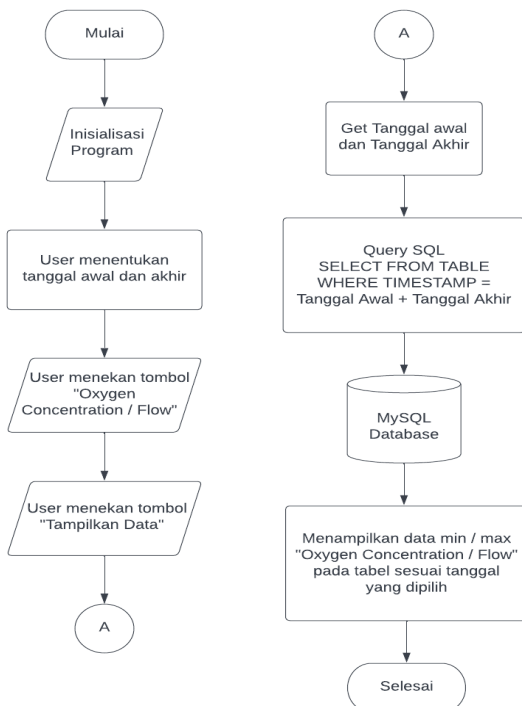 Mulai
Inisialisasi
Program
User menentukan
tanggal awal dan akhir
User menekan tombol
"Oxygen
Concentration / Flow"
User menekan tombol
"Tampilkan Data"
A
A
Get Tanggal awal
dan Tanggal Akhir
Query SQL
SELECT FROM TABLE
WHERE TIMESTAMP =
Tanggal Awal + Tanggal Akhir
MySQL
Database
Menampilkan data min / max
"Oxygen Concentration / Flow"
pada tabel sesuai tanggal
yang dipilih
Selesai